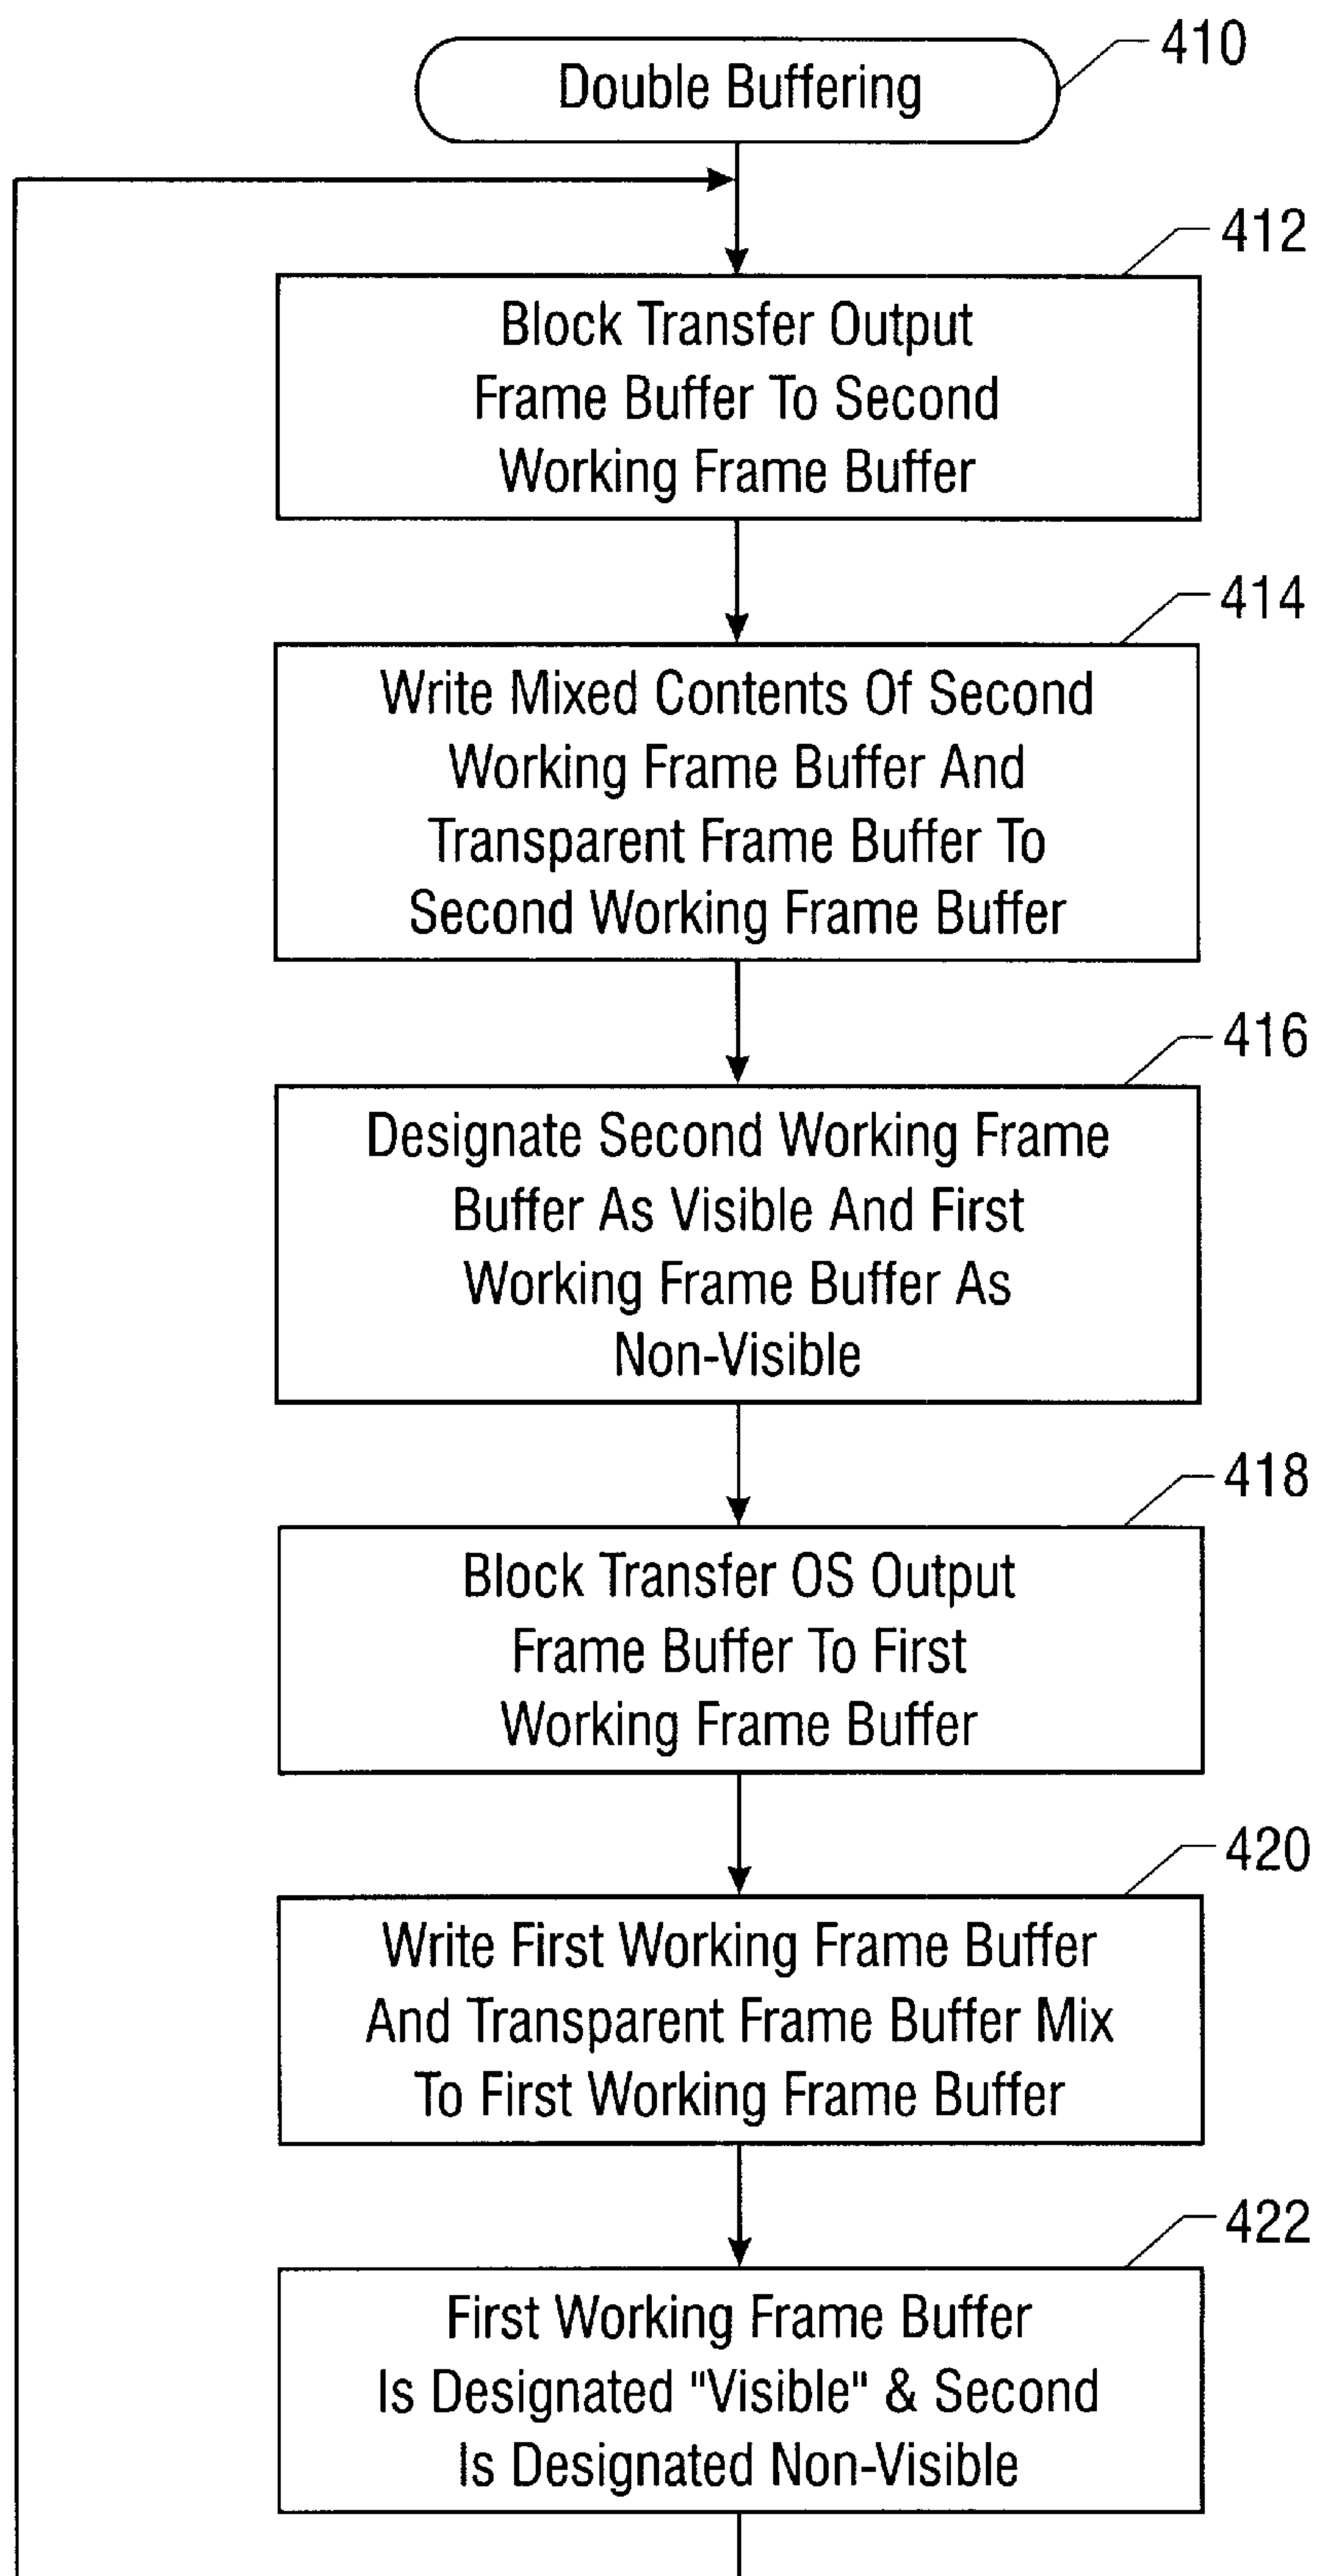 410
Double Buffering
412
Block Transfer Output
Frame Buffer To Second
Working Frame Buffer
414
Write Mixed Contents Of Second
Working Frame Buffer And
Transparent Frame Buffer To
Second Working Frame Buffer
416
Designate Second Working Frame
Buffer As Visible And First
Working Frame Buffer As
Non-Visible
418
Block Transfer OS Output
Frame Buffer To First
Working Frame Buffer
420
Write First Working Frame Buffer
And Transparent Frame Buffer Mix
To First Working Frame Buffer
422
First Working Frame Buffer
Is Designated "Visible" & Second
Is Designated Non-Visible